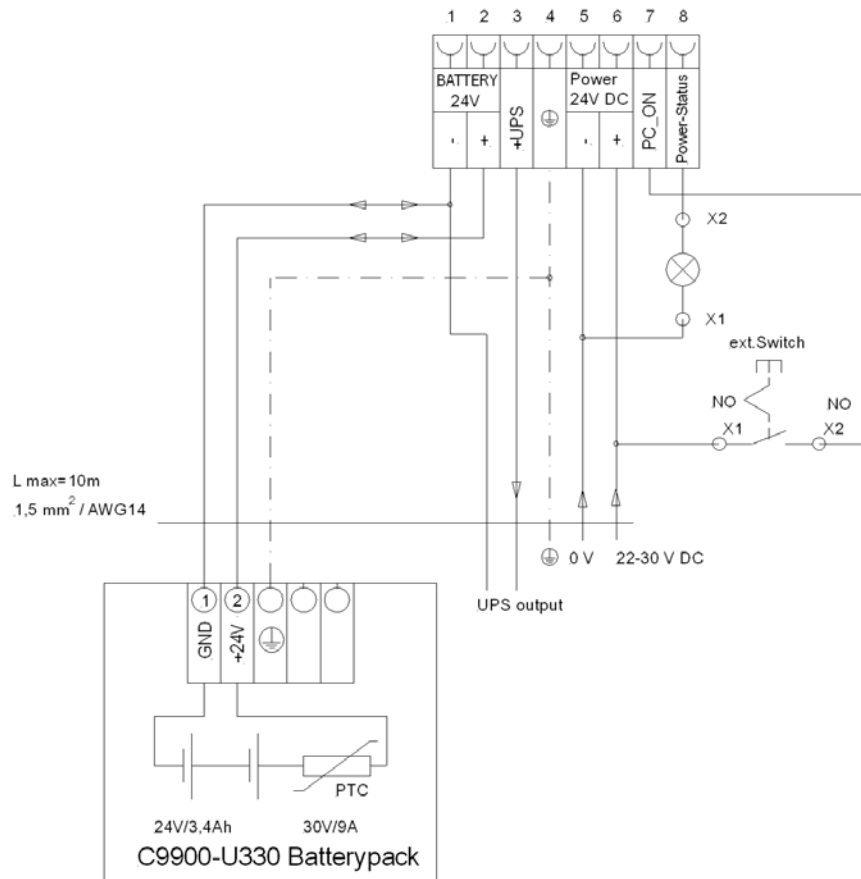 1 2 3 4 5 6 7 8
BATTERY
24V
- +
+UPS
Power
24V DC
- +
PC_ON
Power-Status
X2
X1
ext.Switch
NO NO
X1 X2
L max=10m
1,5 mm² / AWG14
0 V 22-30 V DC
UPS output
1 2
GND
+24V
PTC
24V/3,4Ah 30V/9A
C9900-U330 Batterypack